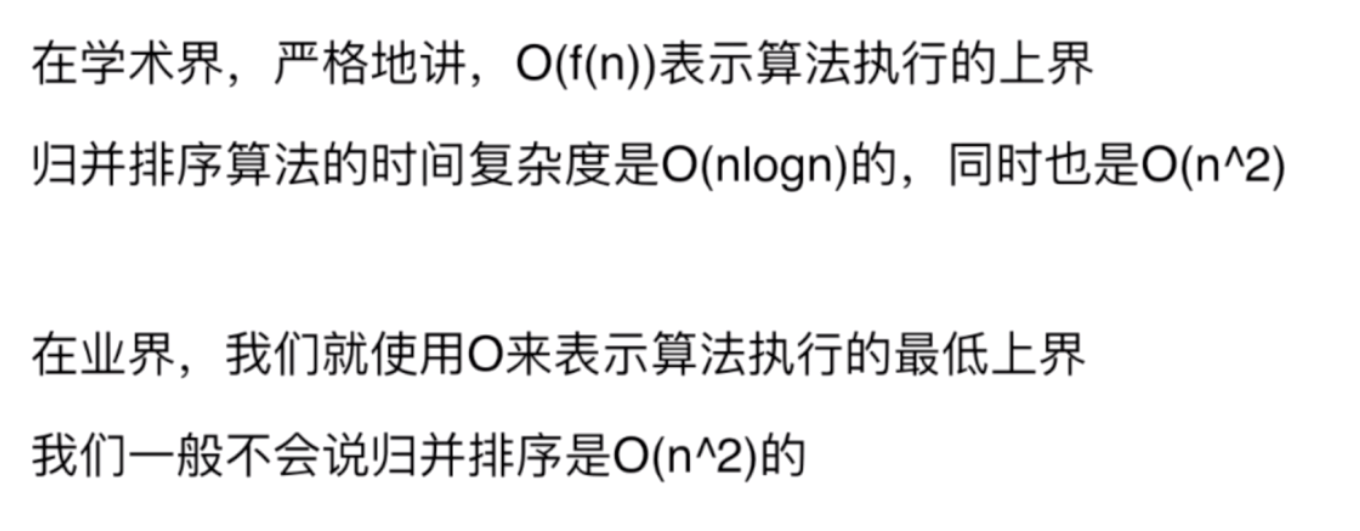 在学术界，严格地讲，O(f(n))表示算法执行的上界
归并排序算法的时间复杂度是O(nlogn)的，同时也是O(n^2)
在业界，我们就使用O来表示算法执行的最低上界
我们一般不会说归并排序是O(n^2)的